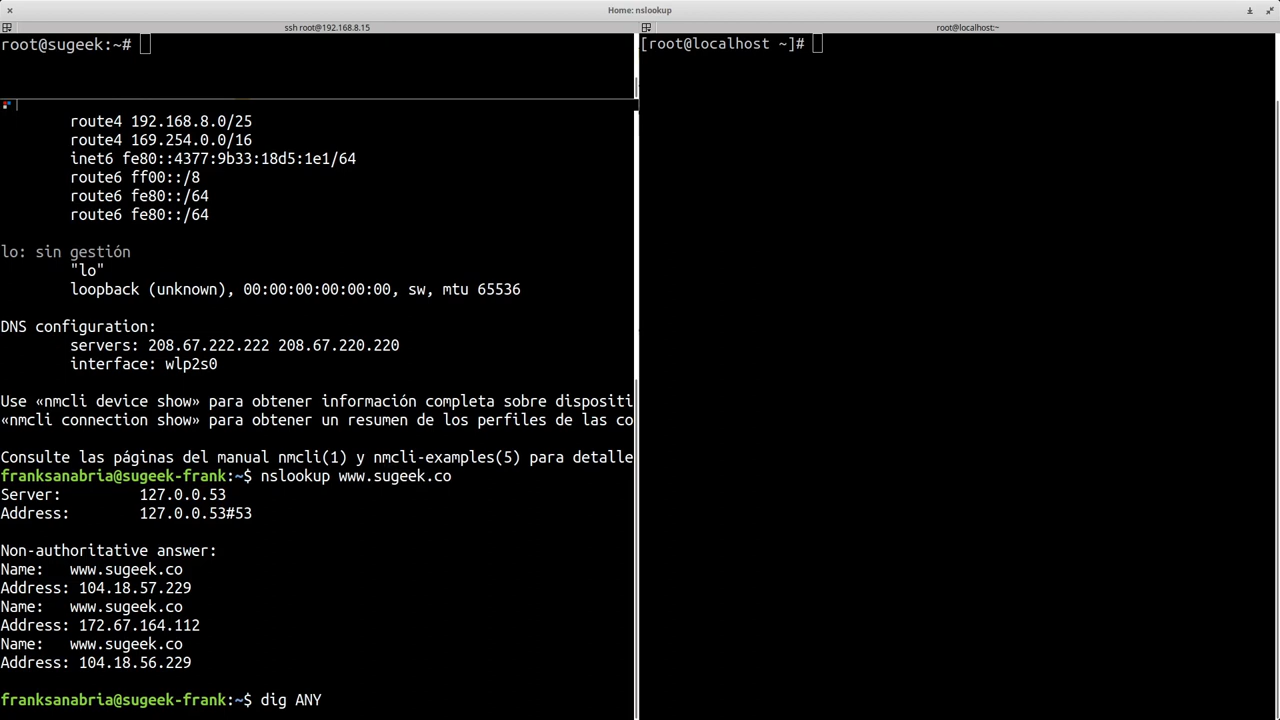 Home: nslookup
ssh root@192.168.8.15
root@localhost:~
root@sugeek:~#
route4 192.168.8.0/25
route4 169.254.0.0/16
inet6 fe80::4377:9b33:18d5:1e1/64
route6 ff00::/8
route6 fe80::/64
route6 fe80::/64
lo: sin gestión
"lo"
loopback (unknown), 00:00:00:00:00:00, sw, mtu 65536
DNS configuration:
servers: 208.67.222.222 208.67.220.220
interface: wlp2s0
Use «nmcli device show» para obtener información completa sobre dispositi
«nmcli connection show» para obtener un resumen de los perfiles de las co
Consulte las páginas del manual nmcli(1) y nmcli-examples(5) para detalle
franksanabria@sugeek-frank:~$ nslookup www.sugeek.co
Server: 127.0.0.53
Address: 127.0.0.53#53
Non-authoritative answer:
Name: www.sugeek.co
Address: 104.18.57.229
Name: www.sugeek.co
Address: 172.67.164.112
Name: www.sugeek.co
Address: 104.18.56.229
franksanabria@sugeek-frank:~$ dig ANY
[root@localhost ~]#